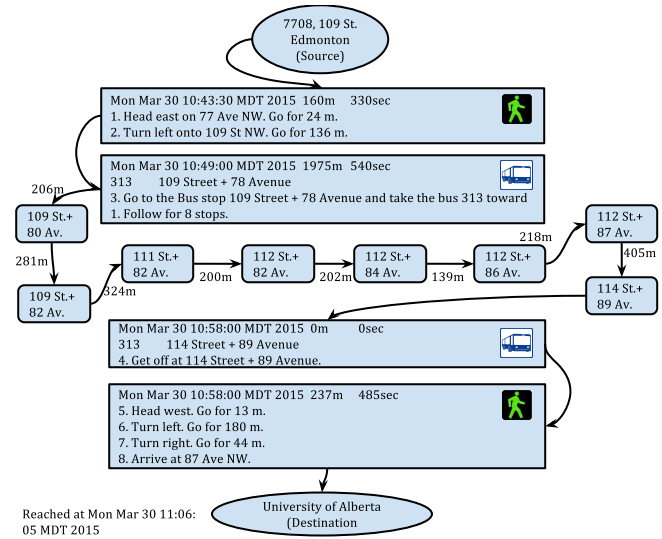 7708, 109 St.
Edmonton
(Source)
Mon Mar 30 10:43:30 MDT 2015 160m 330sec
1. Head east on 77 Ave NW. Go for 24 m.
2. Turn left onto 109 St NW. Go for 136 m.
Mon Mar 30 10:49:00 MDT 2015 1975m 540sec
313 109 Street + 78 Avenue
3. Go to the Bus stop 109 Street + 78 Avenue and take the bus 313 toward
1. Follow for 8 stops.
206m
109 St.+
80 Av.
281m
109 St.+
82 Av.
324m
111 St.+
82 Av.
200m
112 St.+
82 Av.
202m
112 St.+
84 Av.
139m
112 St.+
86 Av.
218m
112 St.+
87 Av.
405m
114 St.+
89 Av.
Mon Mar 30 10:58:00 MDT 2015 0m 0sec
313 114 Street + 89 Avenue
4. Get off at 114 Street + 89 Avenue.
Mon Mar 30 10:58:00 MDT 2015 237m 485sec
5. Head west. Go for 13 m.
6. Turn left. Go for 180 m.
7. Turn right. Go for 44 m.
8. Arrive at 87 Ave NW.
University of Alberta
(Destination
Reached at Mon Mar 30 11:06:
05 MDT 2015